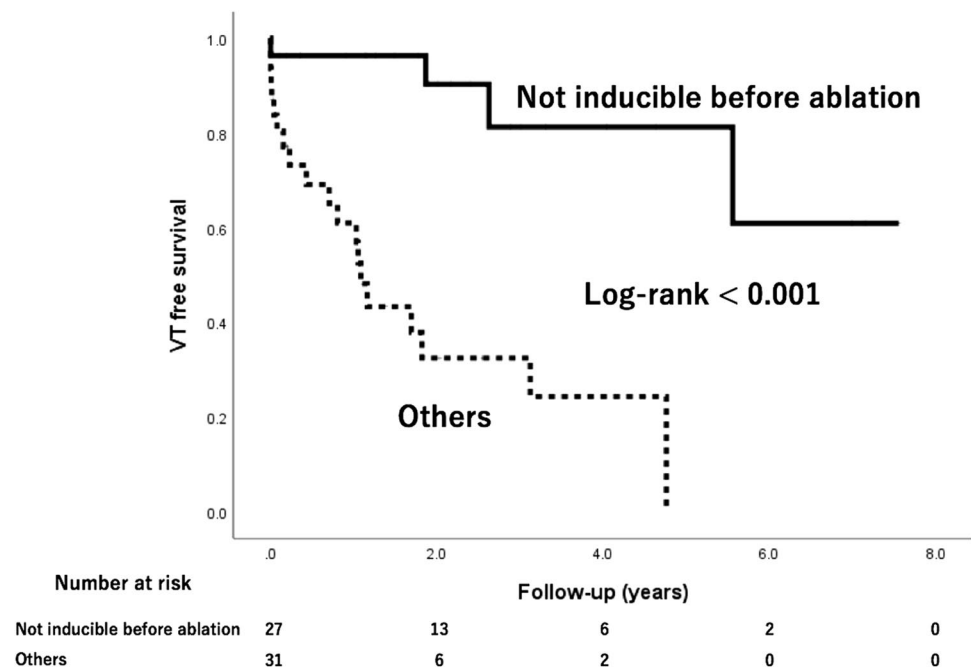 1.0
Not inducible before ablation
0.8
0.6
VT free survival
Log-rank < 0.001
0.4
Others
0.2
0.0
.0 2.0 4.0 6.0 8.0
Number at risk
Follow-up (years)
Not inducible before ablation 27 13 6 2 0
Others 31 6 2 0 0